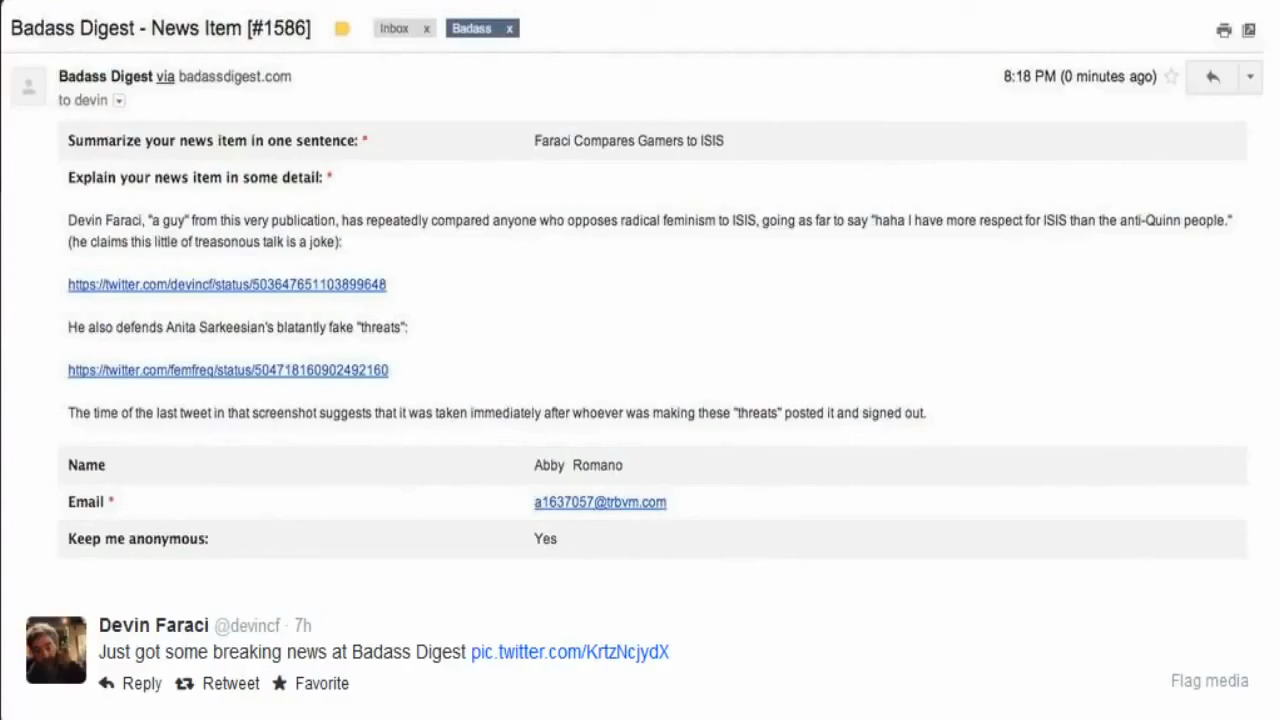 Badass Digest - News Item [#1586] Inbox x Badass x
Badass Digest via badassdigest.com 8:18 PM (0 minutes ago)
to devin
Summarize your news item in one sentence: * Faraci Compares Gamers to ISIS
Explain your news item in some detail: *
Devin Faraci, "a guy" from this very publication, has repeatedly compared anyone who opposes radical feminism to ISIS, going as far to say "haha I have more respect for ISIS than the anti-Quinn people."
(he claims this little of treasonous talk is a joke):
https://twitter.com/devincf/status/503647651103899648
He also defends Anita Sarkeesian's blatantly fake "threats":
https://twitter.com/femfreq/status/504718160902492160
The time of the last tweet in that screenshot suggests that it was taken immediately after whoever was making these "threats" posted it and signed out.
Name Abby Romano
Email * a1637057@trbvm.com
Keep me anonymous: Yes
Devin Faraci @devincf · 7h
Just got some breaking news at Badass Digest pic.twitter.com/KrtzNcjydX
Reply Retweet Favorite
Flag media